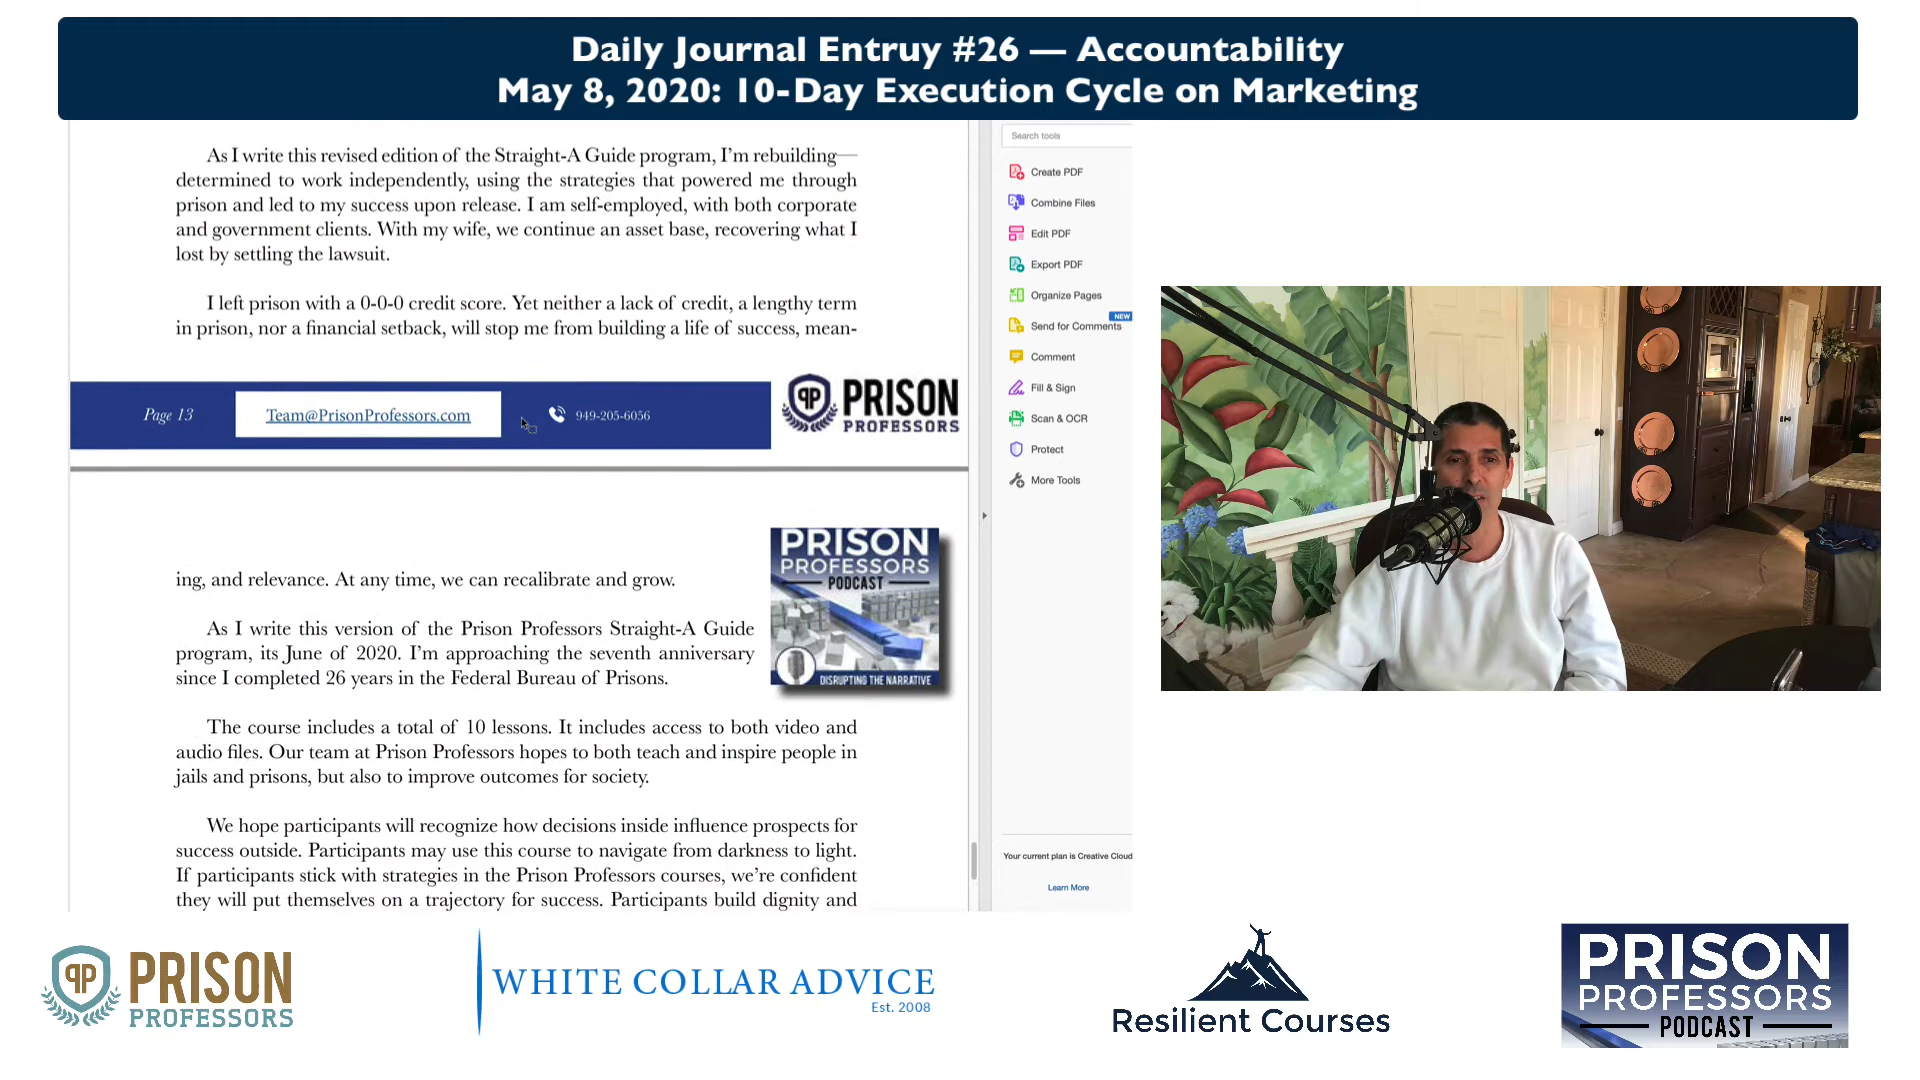 Daily Journal Entruy #26 — Accountability
May 8, 2020: 10-Day Execution Cycle on Marketing
As I write this revised edition of the Straight-A Guide program, I'm rebuilding—
determined to work independently, using the strategies that powered me through
prison and led to my success upon release. I am self-employed, with both corporate
and government clients. With my wife, we continue an asset base, recovering what I
lost by settling the lawsuit.
I left prison with a 0-0-0 credit score. Yet neither a lack of credit, a lengthy term
in prison, nor a financial setback, will stop me from building a life of success, mean-
Page 13
Team@PrisonProfessors.com
949-205-6056
PP
PRISON
PROFESSORS
ing, and relevance. At any time, we can recalibrate and grow.
As I write this version of the Prison Professors Straight-A Guide
program, its June of 2020. I'm approaching the seventh anniversary
since I completed 26 years in the Federal Bureau of Prisons.
PRISON
PROFESSORS
PODCAST
DISRUPTING THE NARRATIVE
The course includes a total of 10 lessons. It includes access to both video and
audio files. Our team at Prison Professors hopes to both teach and inspire people in
jails and prisons, but also to improve outcomes for society.
We hope participants will recognize how decisions inside influence prospects for
success outside. Participants may use this course to navigate from darkness to light.
If participants stick with strategies in the Prison Professors courses, we're confident
they will put themselves on a trajectory for success. Participants build dignity and
Search tools
Create PDF
Combine Files
Edit PDF
Export PDF
Organize Pages
NEW
Send for Comments
Comment
Fill & Sign
Scan & OCR
Protect
More Tools
Your current plan is Creative Cloud
Learn More
PP
PRISON
PROFESSORS
WHITE COLLAR ADVICE
Est. 2008
Resilient Courses
PRISON
PROFESSORS
PODCAST